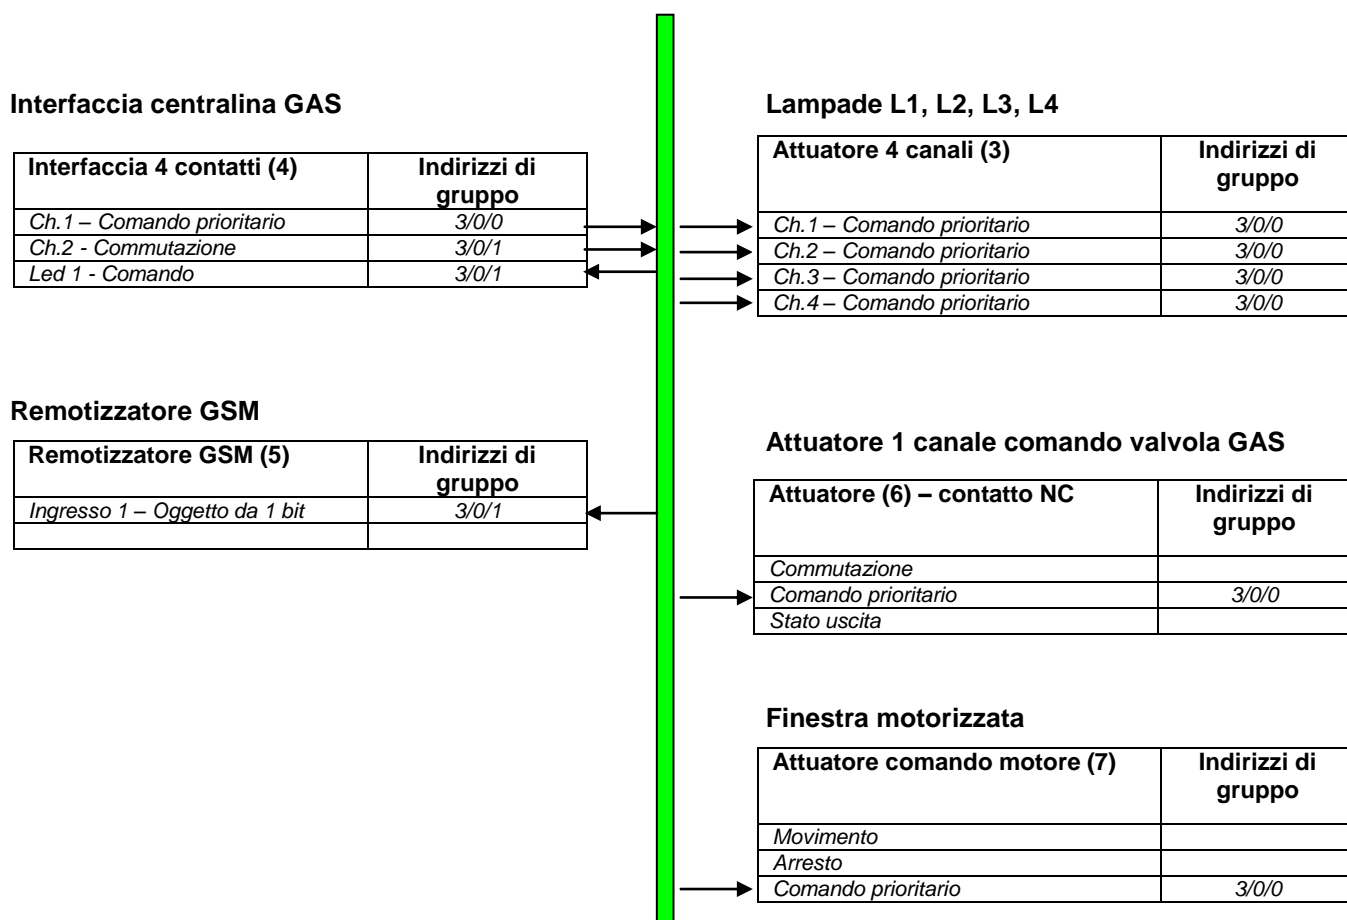 Interfaccia centralina GAS
Interfaccia 4 contatti (4) Indirizzi di
gruppo
Ch.1 – Comando prioritario 3/0/0
Ch.2 - Commutazione 3/0/1
Led 1 - Comando 3/0/1
Remotizzatore GSM
Remotizzatore GSM (5) Indirizzi di
gruppo
Ingresso 1 – Oggetto da 1 bit 3/0/1
Lampade L1, L2, L3, L4
Attuatore 4 canali (3) Indirizzi di
gruppo
Ch.1 – Comando prioritario 3/0/0
Ch.2 – Comando prioritario 3/0/0
Ch.3 – Comando prioritario 3/0/0
Ch.4 – Comando prioritario 3/0/0
Attuatore 1 canale comando valvola GAS
Attuatore (6) – contatto NC Indirizzi di
gruppo
Commutazione
Comando prioritario 3/0/0
Stato uscita
Finestra motorizzata
Attuatore comando motore (7) Indirizzi di
gruppo
Movimento
Arresto
Comando prioritario 3/0/0